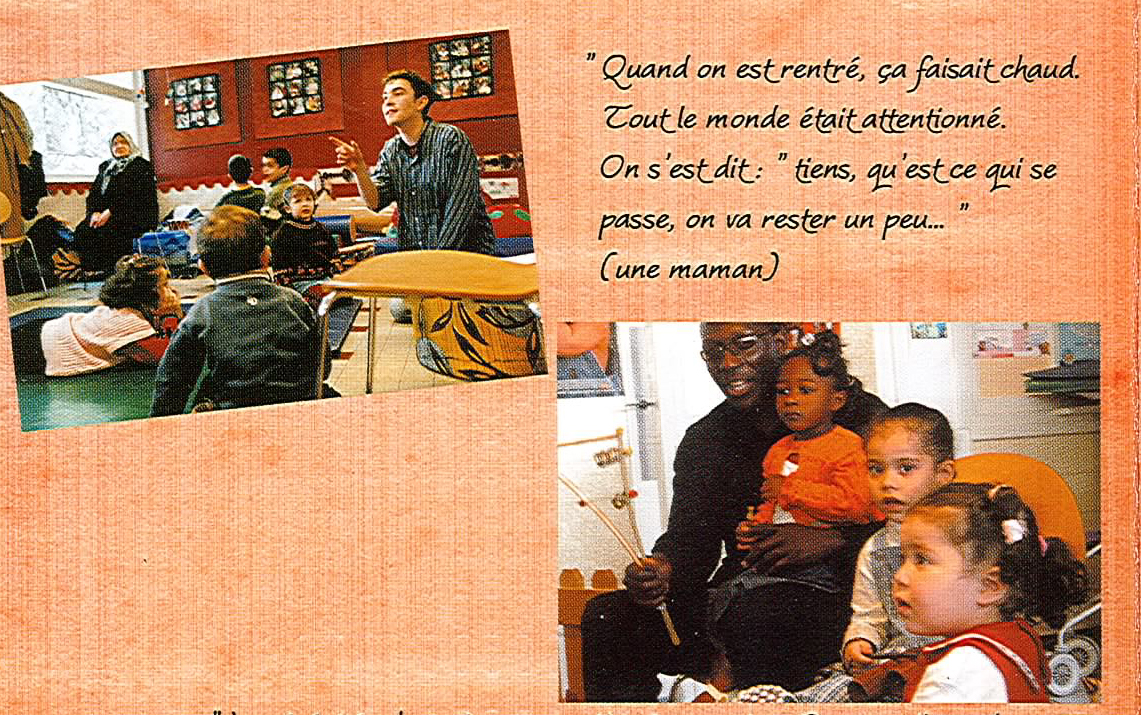 " Quand on est rentré, ça faisait chaud.
Tout le monde était attentionné.
On s'est dit : " tiens, qu'est ce qui se
passe, on va rester un peu... "
(une maman)